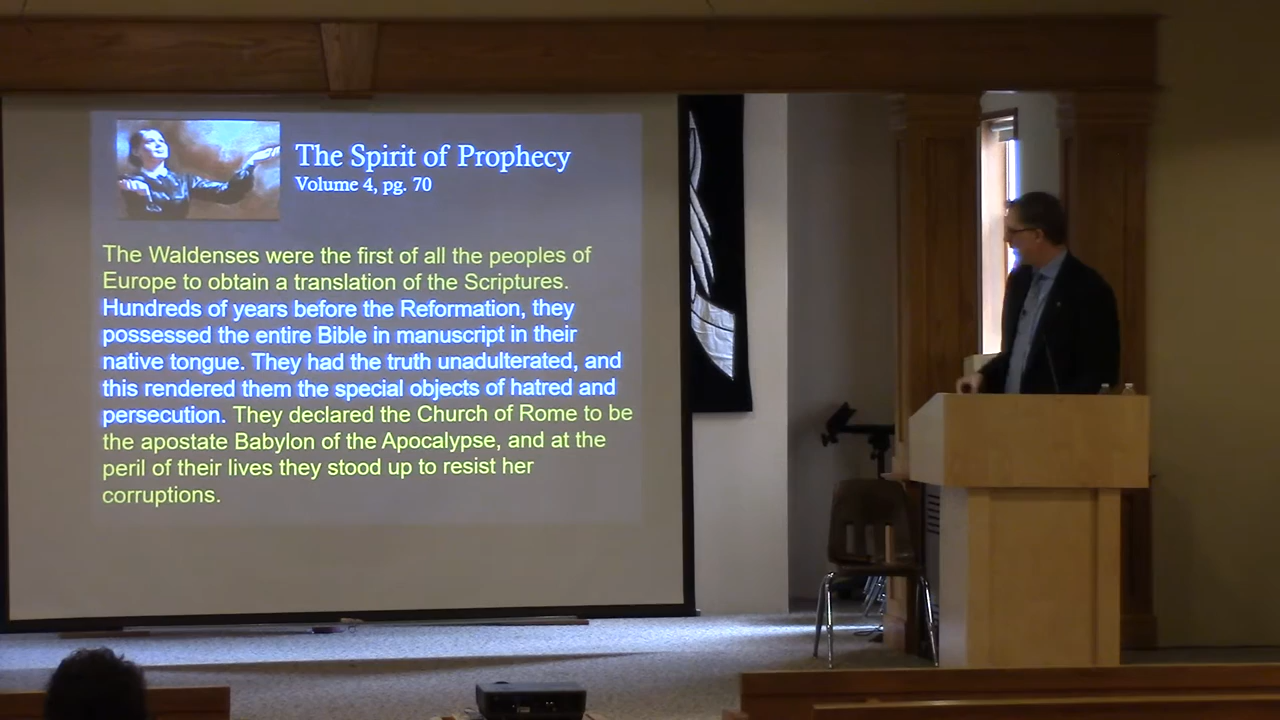 The Spirit of Prophecy
Volume 4, pg. 70
The Waldenses were the first of all the peoples of
Europe to obtain a translation of the Scriptures.
Hundreds of years before the Reformation, they
possessed the entire Bible in manuscript in their
native tongue. They had the truth unadulterated, and
this rendered them the special objects of hatred and
persecution. They declared the Church of Rome to be
the apostate Babylon of the Apocalypse, and at the
peril of their lives they stood up to resist her
corruptions.